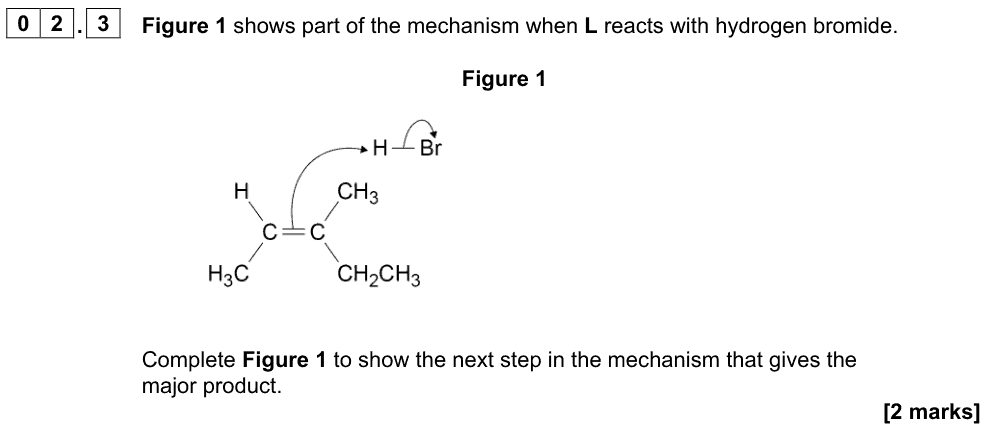 0 2 . 3 Figure 1 shows part of the mechanism when L reacts with hydrogen bromide.
Figure 1
H Br
H CH3
C C
H3C CH2CH3
Complete Figure 1 to show the next step in the mechanism that gives the
major product.
[2 marks]